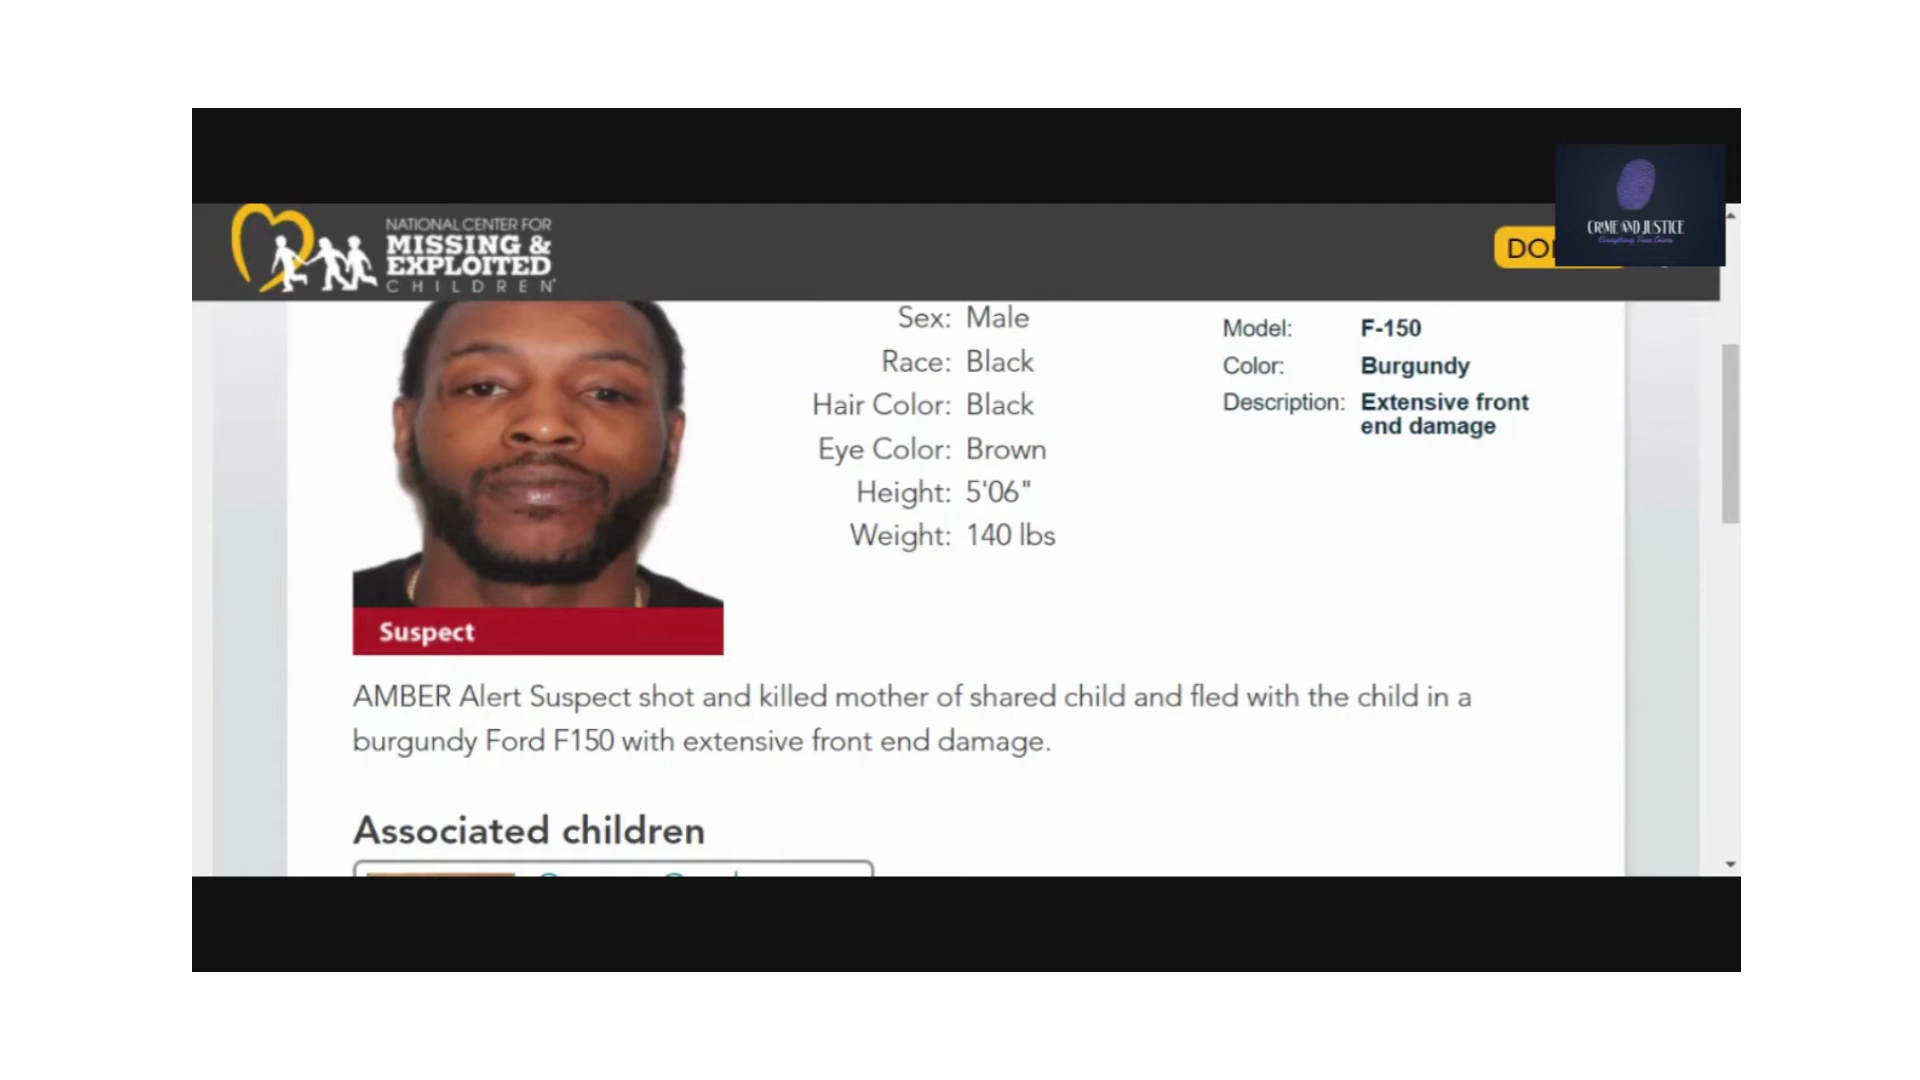 NATIONAL CENTER FOR
MISSING &
EXPLOITED
CHILDREN
CRIME AND JUSTICE
Everything True Crime
Sex: Male
Race: Black
Hair Color: Black
Eye Color: Brown
Height: 5'06"
Weight: 140 lbs
Model: F-150
Color: Burgundy
Description: Extensive front
end damage
Suspect
AMBER Alert Suspect shot and killed mother of shared child and fled with the child in a
burgundy Ford F150 with extensive front end damage.
Associated children